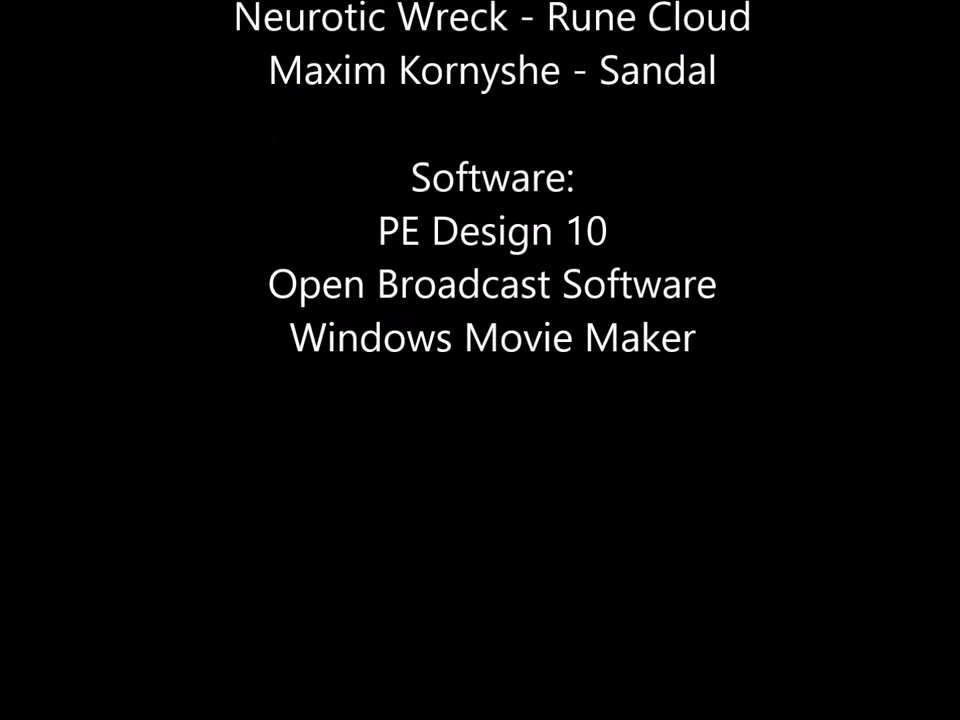 Neurotic Wreck - Rune Cloud
Maxim Kornyshe - Sandal
Software:
PE Design 10
Open Broadcast Software
Windows Movie Maker